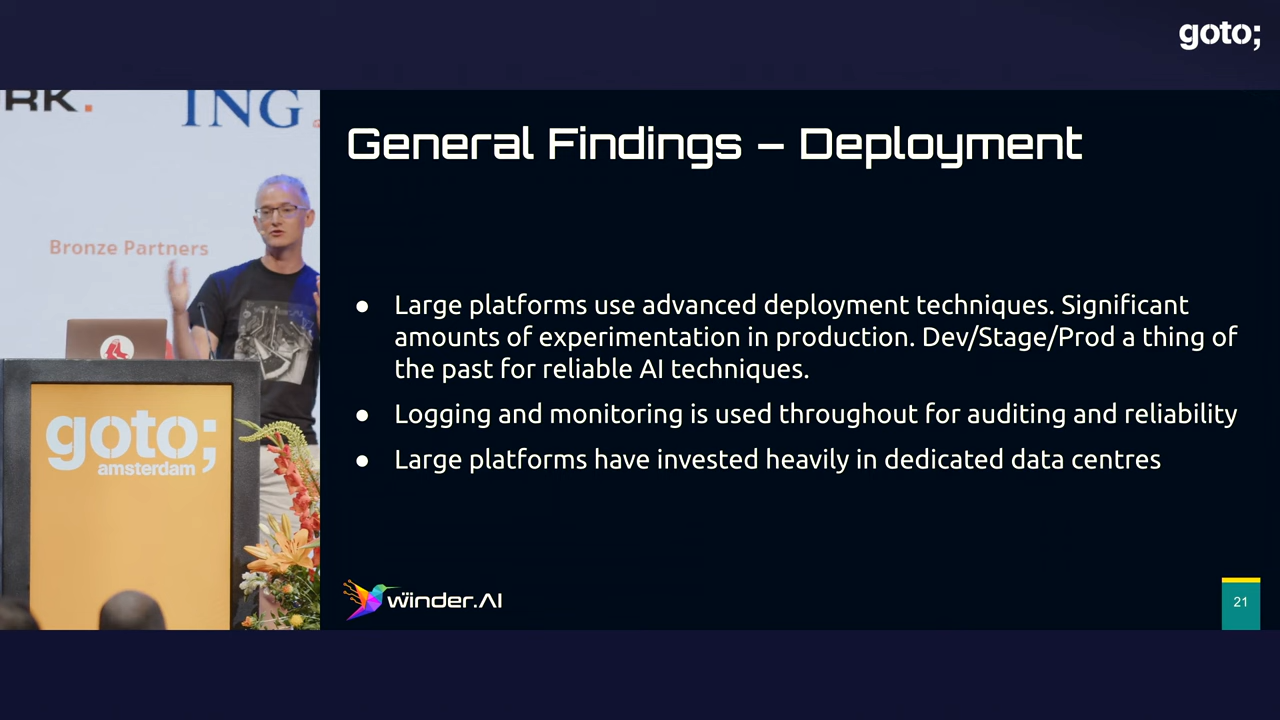 goto;
ING
Bronze Partners
goto;
amsterdam
General Findings – Deployment
● Large platforms use advanced deployment techniques. Significant
amounts of experimentation in production. Dev/Stage/Prod a thing of
the past for reliable AI techniques.
● Logging and monitoring is used throughout for auditing and reliability
● Large platforms have invested heavily in dedicated data centres
winder.AI
21